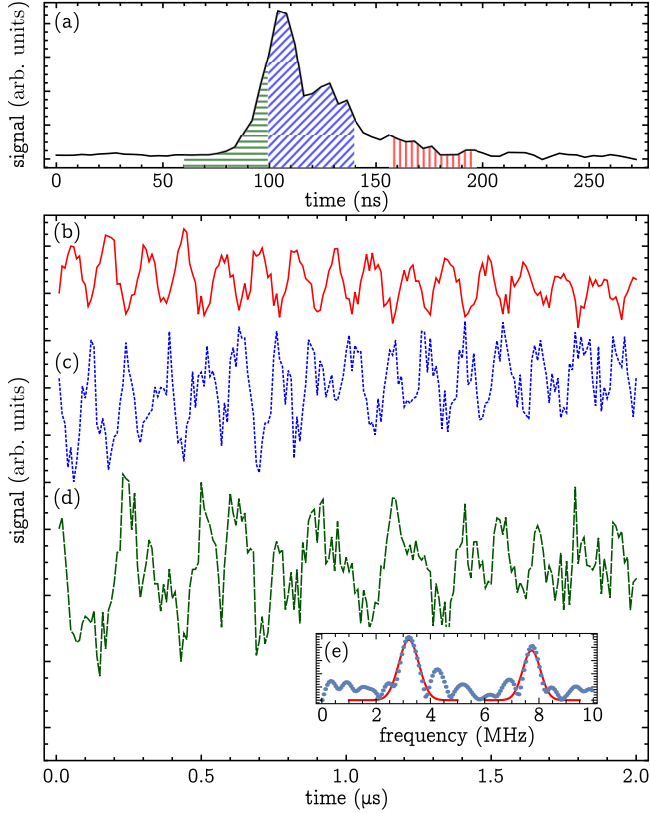 (a)
signal (arb. units)
0 50 100 150 200 250
time (ns)
(b)
(c)
(d)
signal (arb. units)
(e)
0 2 4 6 8 10
frequency (MHz)
0.0 0.5 1.0 1.5 2.0
time (μs)